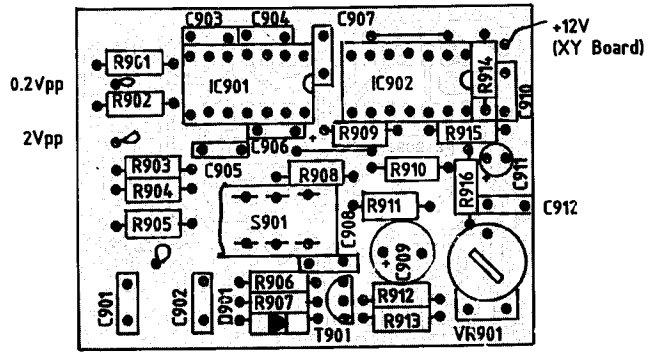 C903 C904 C907
+12V
(XY Board)
R901
0.2Vpp
R902
IC901
IC902
R914
C910
2Vpp
C906
+
R909
R915
C905
R903
R904
R908
R910
R916
+
C911
R905
S901
C908
R911
C912
+
C909
C901
C902
D901
R906
R907
T901
R912
R913
VR901